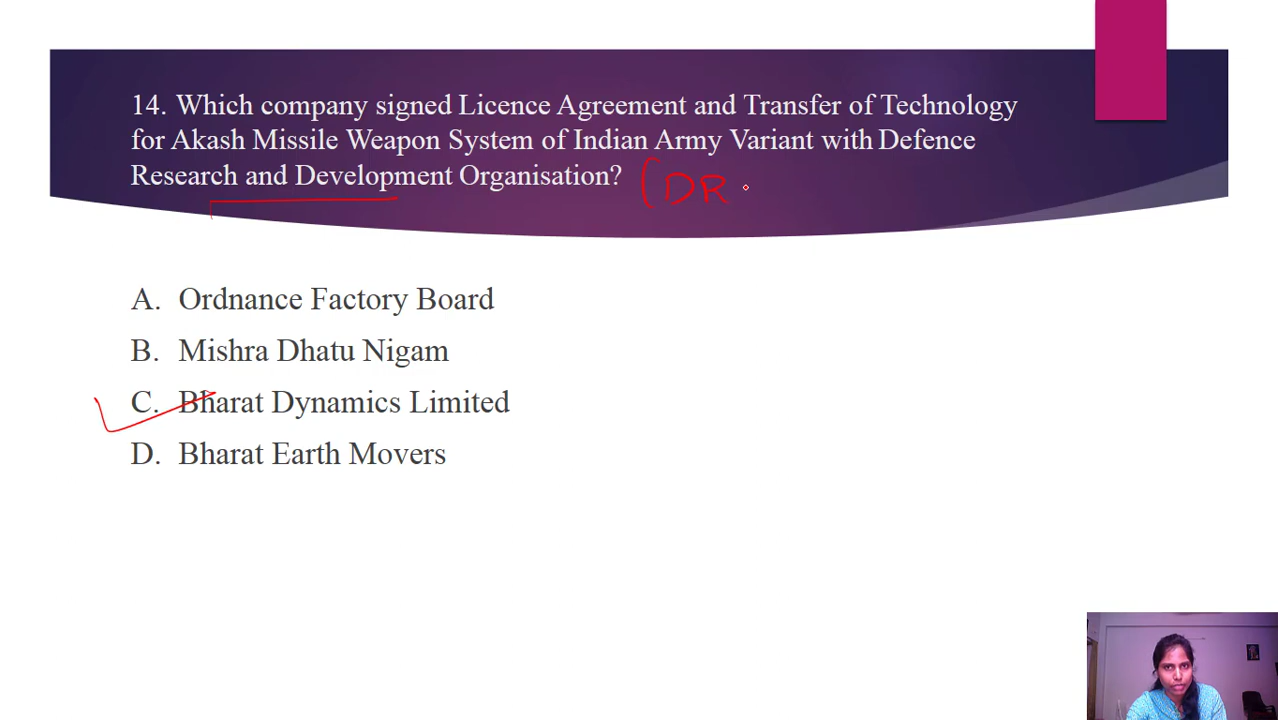 14. Which company signed Licence Agreement and Transfer of Technology
for Akash Missile Weapon System of Indian Army Variant with Defence
Research and Development Organisation? (DR
A. Ordnance Factory Board
B. Mishra Dhatu Nigam
C. Bharat Dynamics Limited
D. Bharat Earth Movers